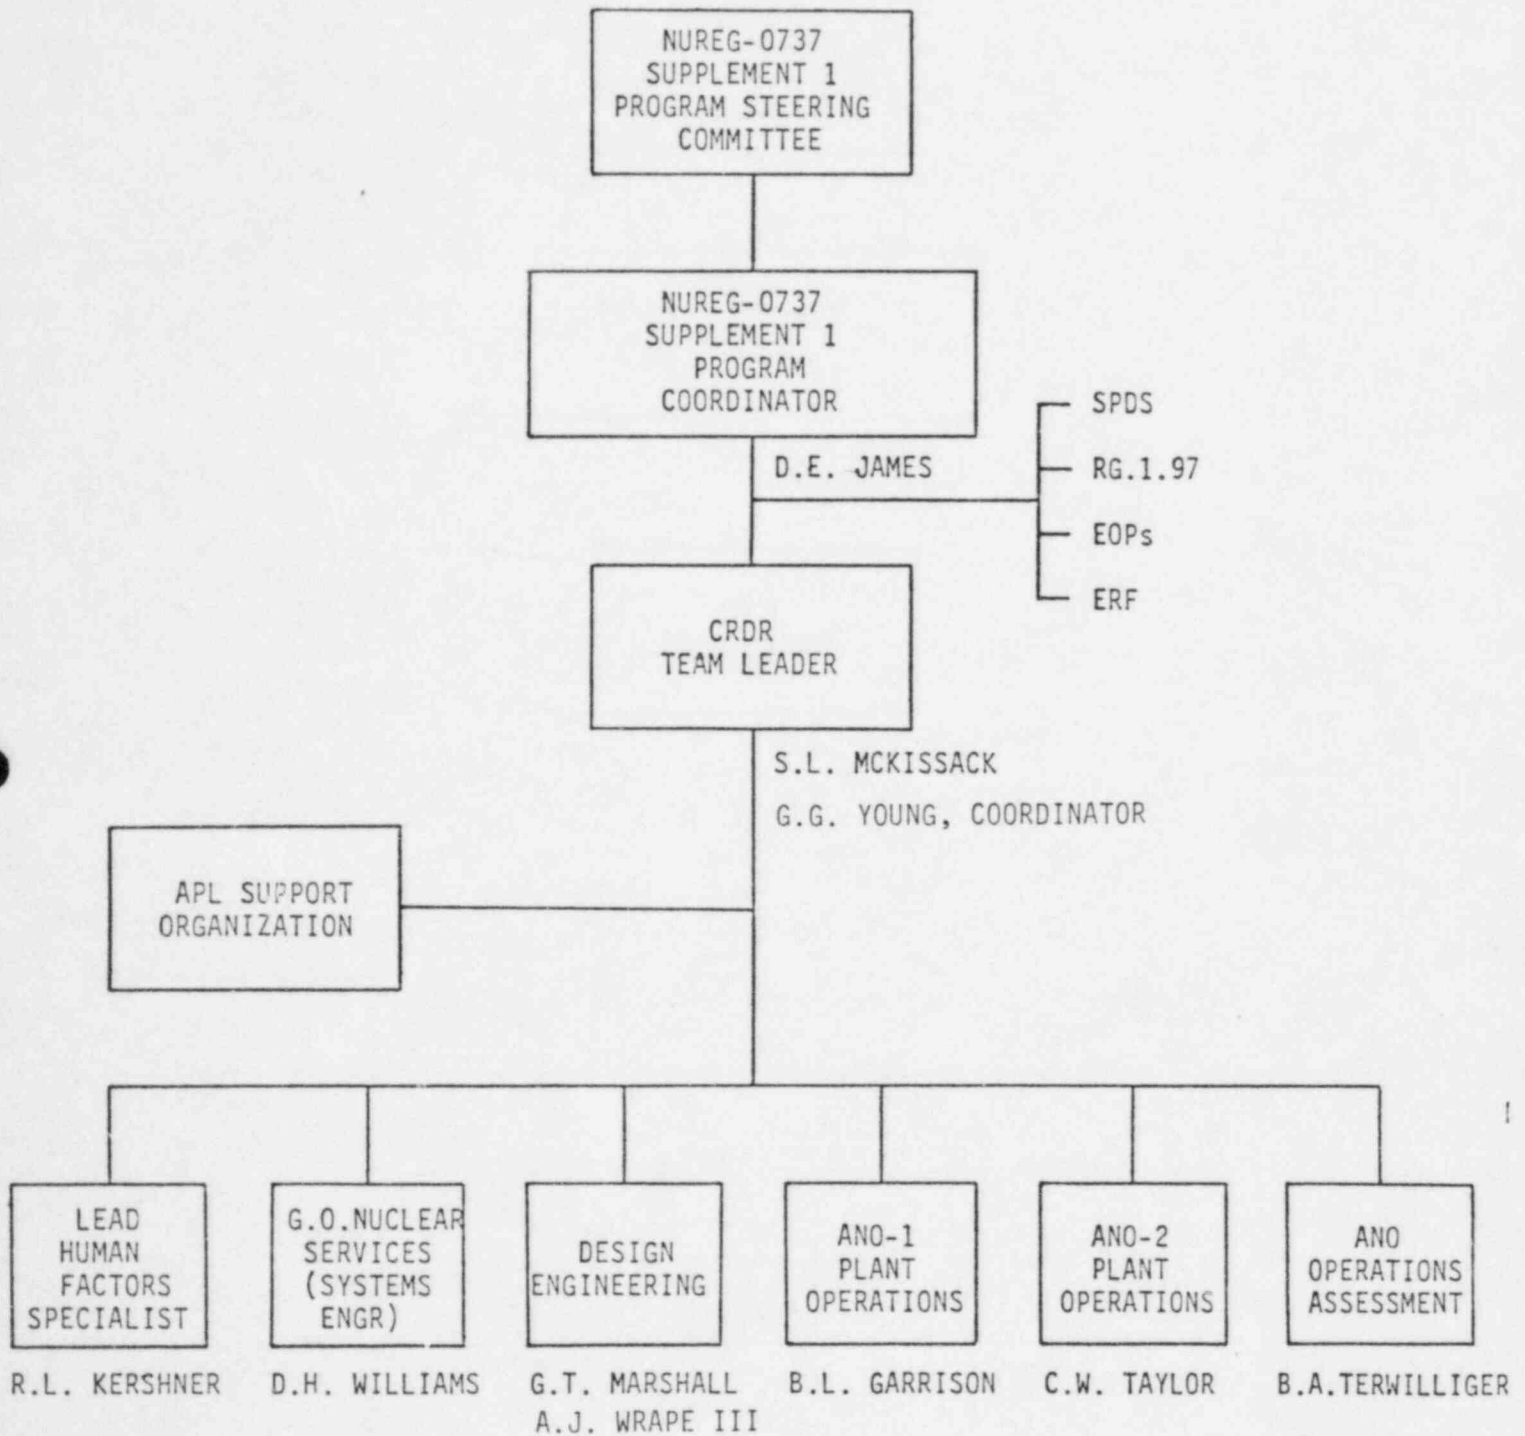 NUREG-0737
SUPPLEMENT 1
PROGRAM STEERING
COMMITTEE
NUREG-0737
SUPPLEMENT 1
PROGRAM
COORDINATOR
D.E. JAMES
SPDS
RG.1.97
EOPs
ERF
CRDR
TEAM LEADER
S.L. MCKISSACK
G.G. YOUNG, COORDINATOR
APL SUPPORT
ORGANIZATION
LEAD
HUMAN
FACTORS
SPECIALIST
R.L. KERSHNER
G.O.NUCLEAR
SERVICES
(SYSTEMS
ENGR)
D.H. WILLIAMS
DESIGN
ENGINEERING
G.T. MARSHALL
A.J. WRAPE III
ANO-1
PLANT
OPERATIONS
B.L. GARRISON
ANO-2
PLANT
OPERATIONS
C.W. TAYLOR
ANO
OPERATIONS
ASSESSMENT
B.A.TERWILLIGER